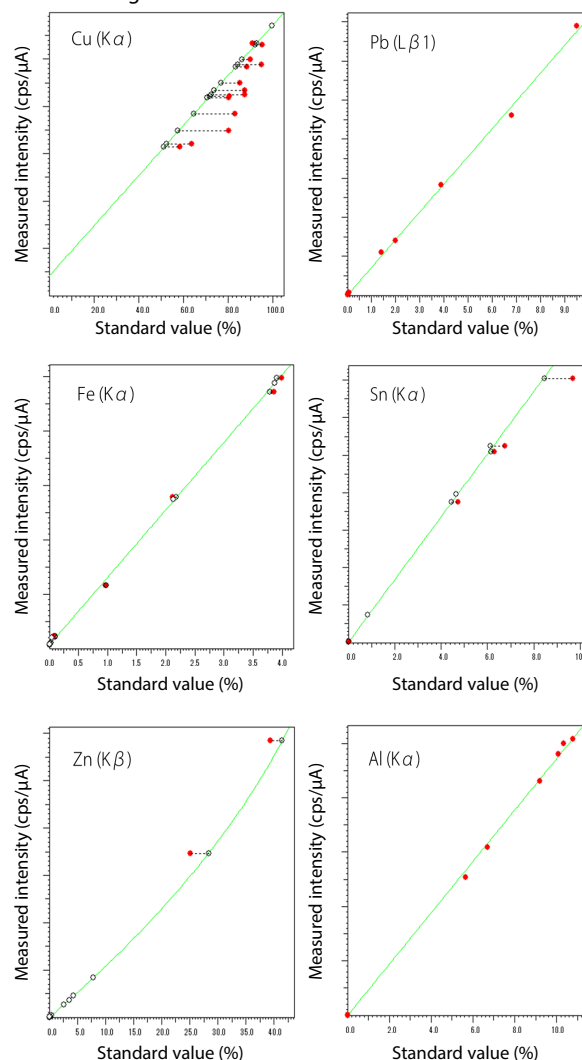 Cu (Kα)
Measured intensity (cps/μA)
0.0 20.0 40.0 60.0 80.0 100.0
Standard value (%)
Pb (Lβ1)
Measured intensity (cps/μA)
0.0 1.0 2.0 3.0 4.0 5.0 6.0 7.0 8.0 9.0
Standard value (%)
Fe (Kα)
Measured intensity (cps/μA)
0.0 0.5 1.0 1.5 2.0 2.5 3.0 3.5 4.0
Standard value (%)
Sn (Kα)
Measured intensity (cps/μA)
0.0 2.0 4.0 6.0 8.0
Standard value (%)
Zn (Kβ)
Measured intensity (cps/μA)
0.0 5.0 10.0 15.0 20.0 25.0 30.0 35.0 40.0
Standard value (%)
Al (Kα)
Measured intensity (cps/μA)
0.0 2.0 4.0 6.0 8.0 10.0
Standard value (%)